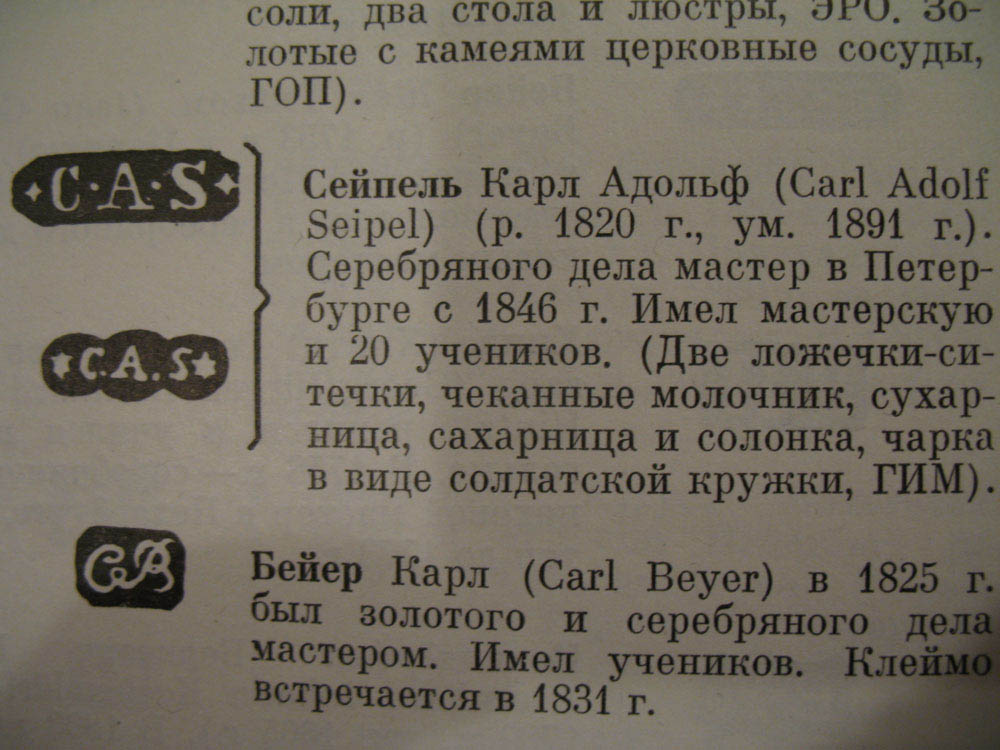 соли, два стола и люстры, ЭРО. Зо-
лотые с камеями церковные сосуды,
ГОП).
C·A·S
Сейпель Карл Адольф (Carl Adolf
Seipel) (р. 1820 г., ум. 1891 г.).
Серебряного дела мастер в Петер-
бурге с 1846 г. Имел мастерскую
C.A.S
и 20 учеников. (Две ложечки-си-
течки, чеканные молочник, сухар-
ница, сахарница и солонка, чарка
в виде солдатской кружки, ГИМ).
CB
Бейер Карл (Carl Beyer) в 1825 г.
был золотого и серебряного дела
мастером. Имел учеников. Клеймо
встречается в 1831 г.